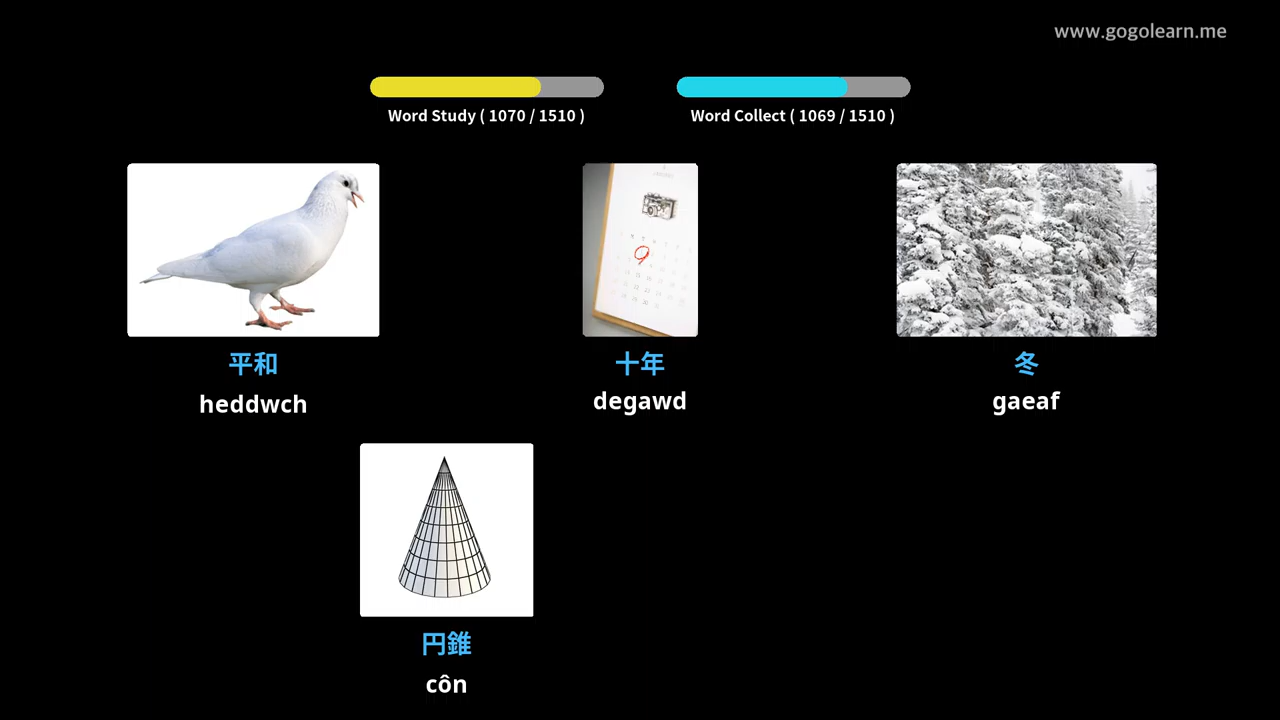 www.gogolearn.me
Word Study ( 1070 / 1510 )
Word Collect ( 1069 / 1510 )
平和
heddwch
十年
degawd
冬
gaeaf
円錐
côn